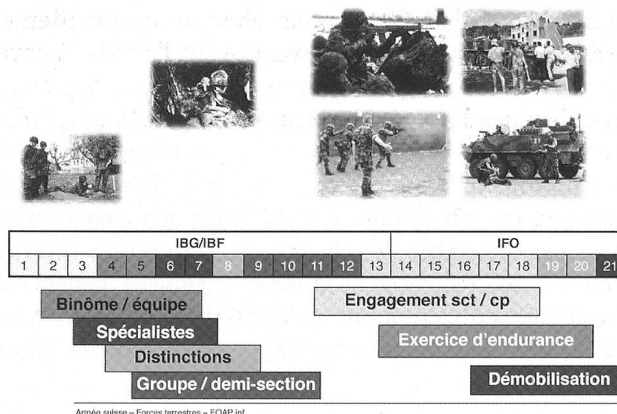 IBG/IBF IFO
1 2 3 4 5 6 7 8 9 10 11 12 13 14 15 16 17 18 19 20 21
Binôme / équipe Engagement sct / cp
Spécialistes Exercice d'endurance
Distinctions
Groupe / demi-section Démobilisation
Armée suisse – Forces terrestres – FOAP inf